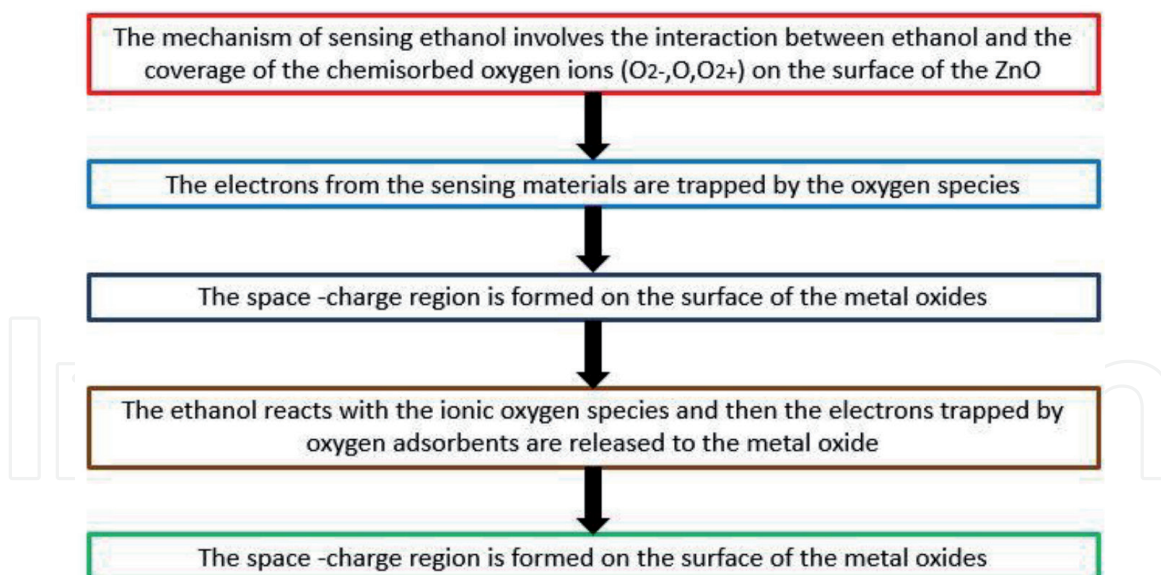 The mechanism of sensing ethanol involves the interaction between ethanol and the
coverage of the chemisorbed oxygen ions (O2-,O,O2+) on the surface of the ZnO
The electrons from the sensing materials are trapped by the oxygen species
The space -charge region is formed on the surface of the metal oxides
The ethanol reacts with the ionic oxygen species and then the electrons trapped by
oxygen adsorbents are released to the metal oxide
The space -charge region is formed on the surface of the metal oxides